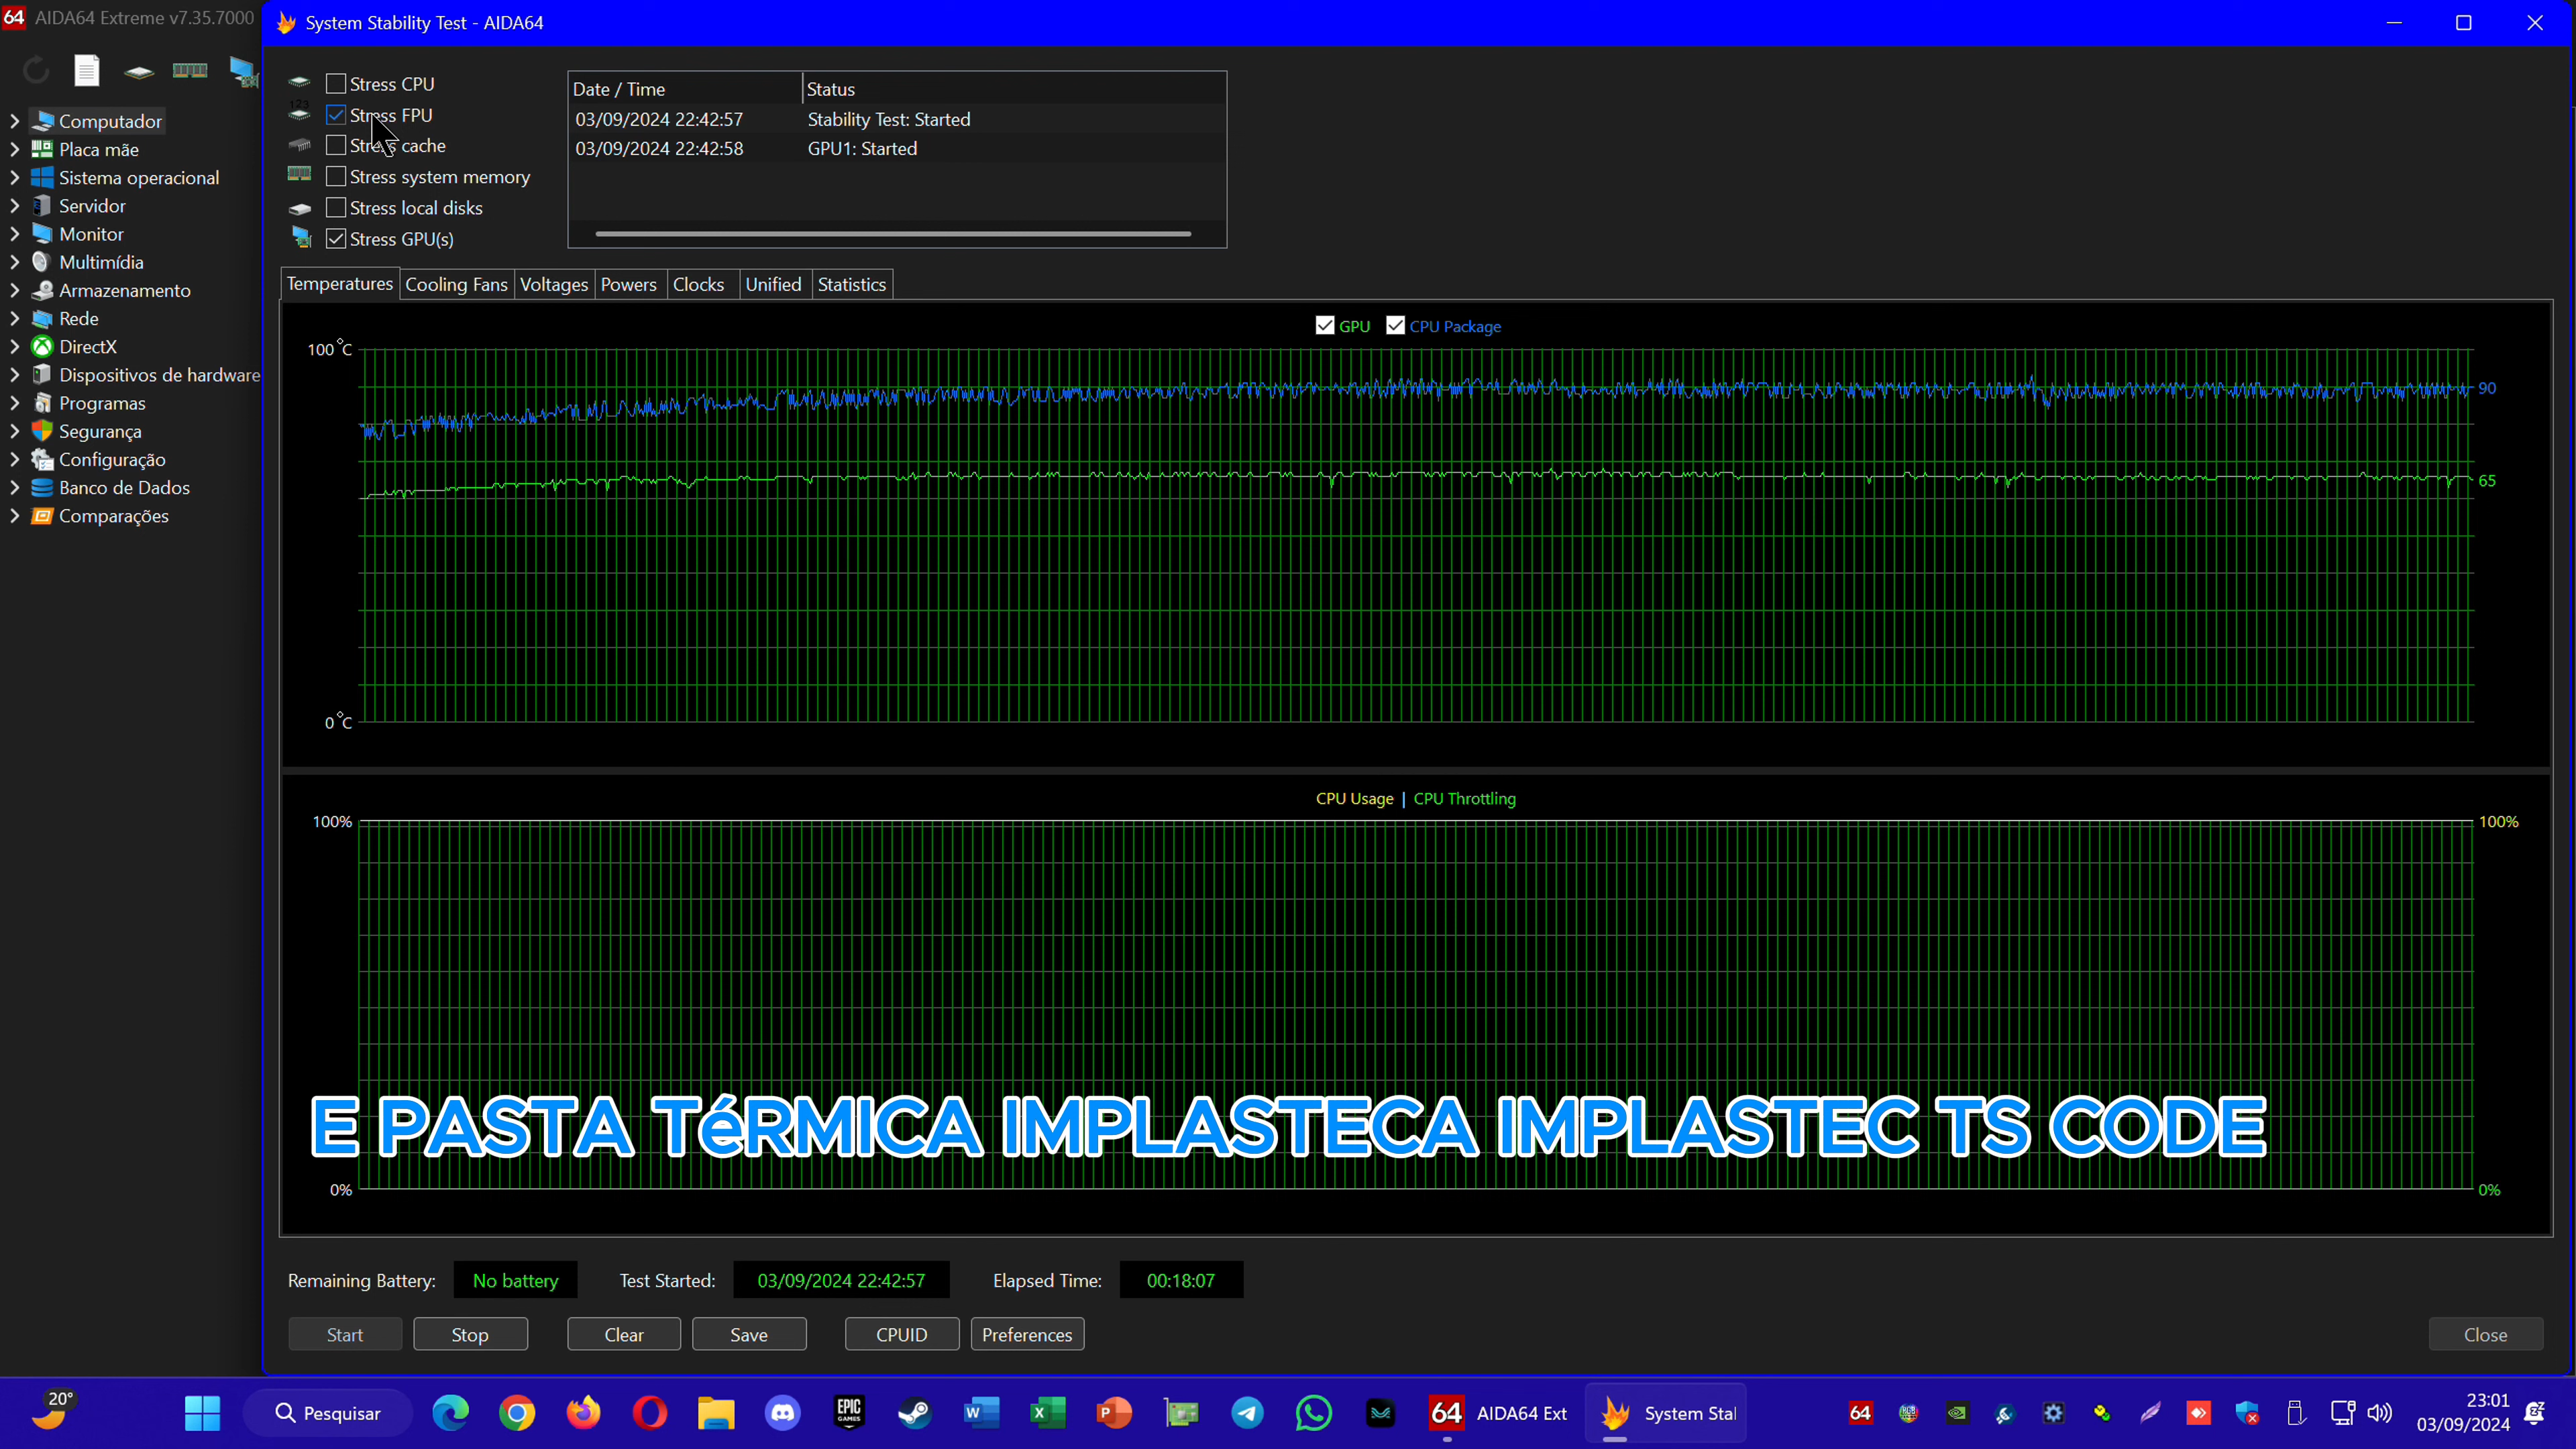 AIDA64 Extreme v7.35.7000
System Stability Test - AIDA64
Computador
Placa mãe
Sistema operacional
Servidor
Monitor
Multimídia
Armazenamento
Rede
DirectX
Dispositivos de hardware
Programas
Segurança
Configuração
Banco de Dados
Comparações
Stress CPU
Stress FPU
Stress cache
Stress system memory
Stress local disks
Stress GPU(s)
Date / Time Status
03/09/2024 22:42:57 Stability Test: Started
03/09/2024 22:42:58 GPU1: Started
Temperatures Cooling Fans Voltages Powers Clocks Unified Statistics
GPU CPU Package
100°C
90
65
0°C
CPU Usage | CPU Throttling
100% 100%
E PASTA TéRMICA IMPLASTECA IMPLASTEC TS CODE
0% 0%
Remaining Battery: No battery Test Started: 03/09/2024 22:42:57 Elapsed Time: 00:18:07
Start Stop Clear Save CPUID Preferences Close
20° Pesquisar EPIC GAMES 64 AIDA64 Ext System Stal 64 23:01
03/09/2024